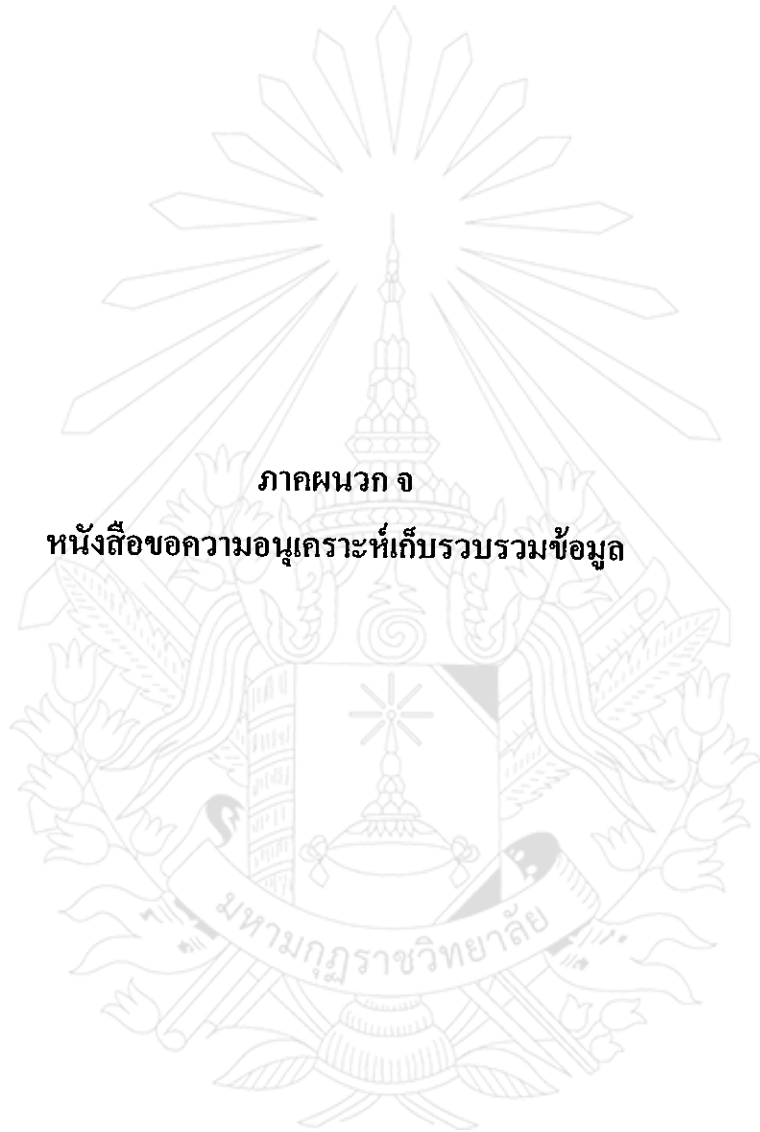 ภาคผนวก จ
หนังสือขอความอนุเคราะห์เก็บรวบรวมข้อมูล
มหามกุฏราชวิทยาลัย